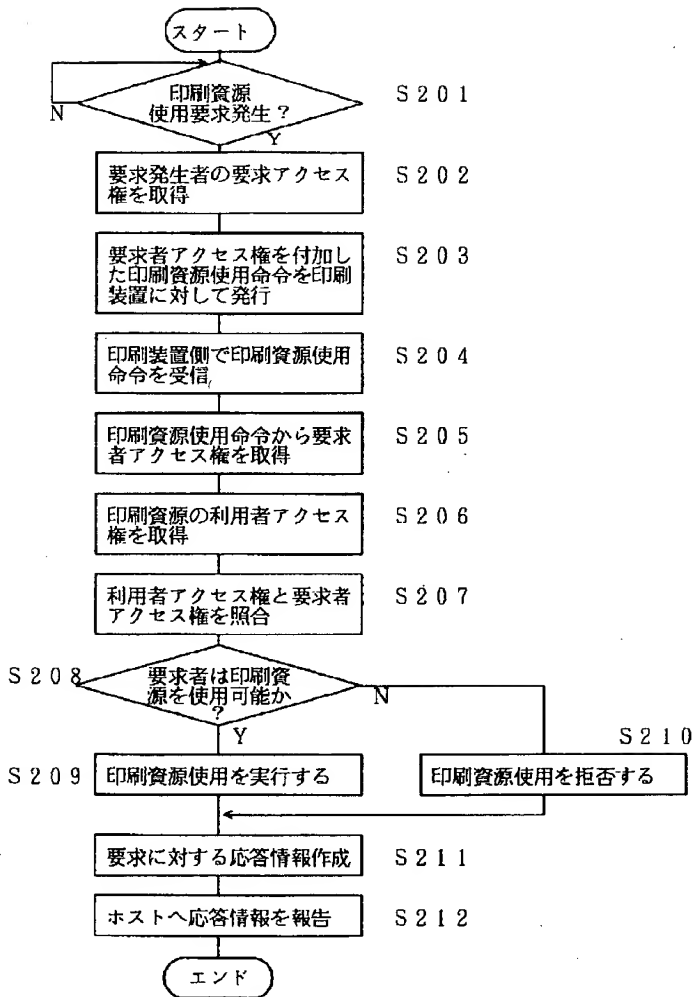 スタート
印刷資源
使用要求発生?
S201
N
Y
要求発生者の要求アクセス
権を取得
S202
要求者アクセス権を付加し
た印刷資源使用命令を印刷
装置に対して発行
S203
印刷装置側で印刷資源使用
命令を受信
S204
印刷資源使用命令から要求
者アクセス権を取得
S205
印刷資源の利用者アクセス
権を取得
S206
利用者アクセス権と要求者
アクセス権を照合
S207
S208
要求者は印刷資
源を使用可能か
?
N
Y
S210
S209
印刷資源使用を実行する
印刷資源使用を拒否する
要求に対する応答情報作成
S211
ホストへ応答情報を報告
S212
エンド